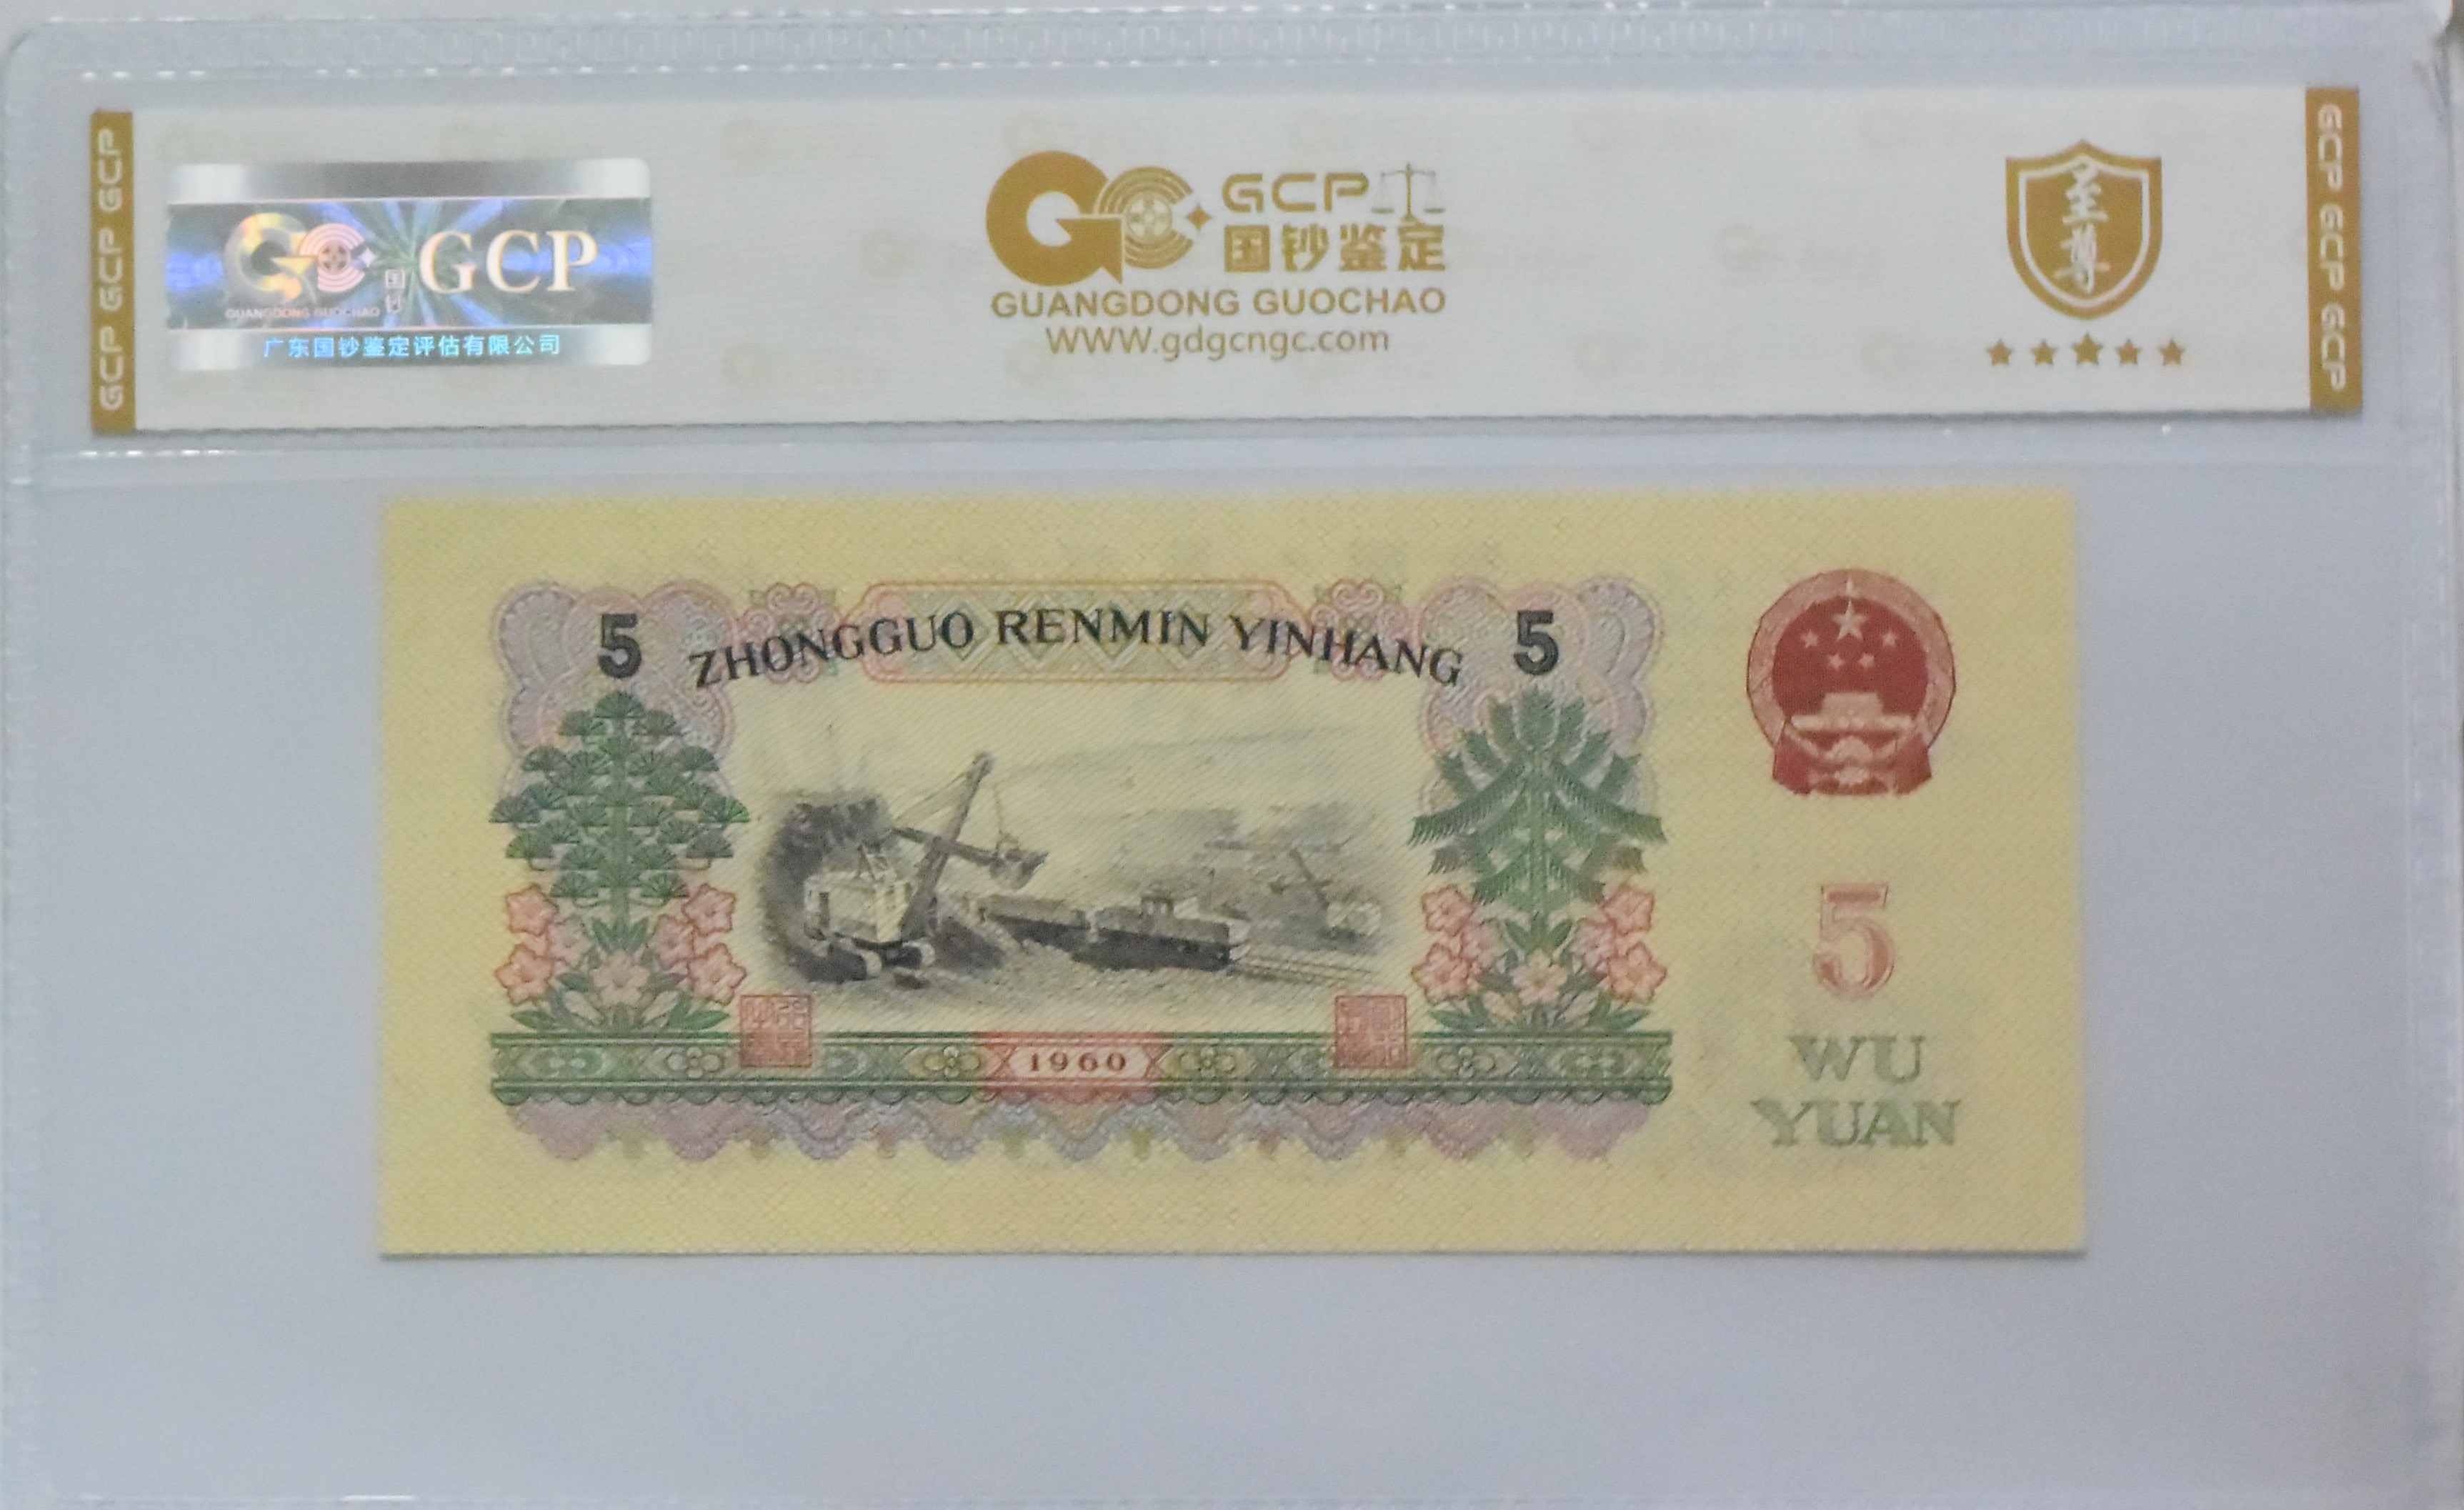 GCP GCP GCP
GCP
国钞
GUANGDONG GUOCHAO
广东国钞鉴定评估有限公司
GCP
国钞鉴定
GUANGDONG GUOCHAO
WWW.gdgcngc.com
至尊
GCP GCP GCP
5 ZHONGGUO RENMIN YINHANG 5
5
WU
YUAN
1960